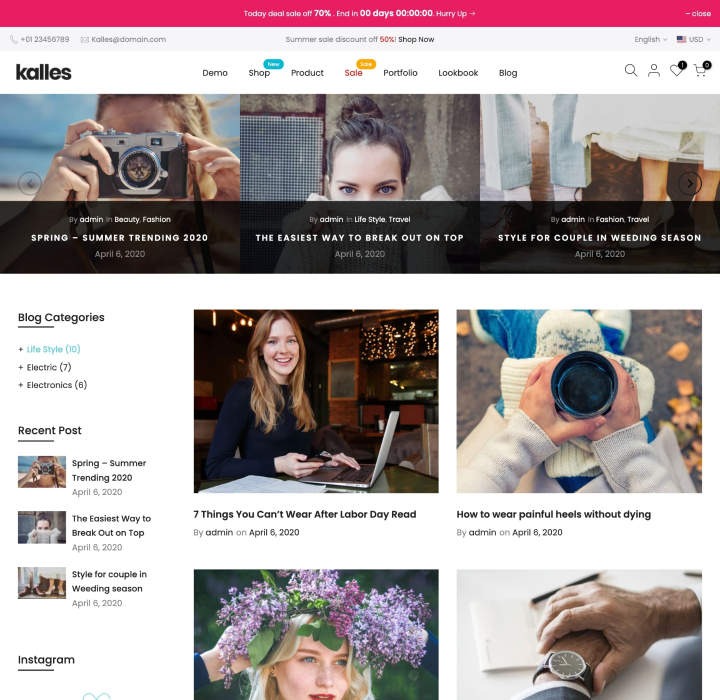 Today deal sale off 70% . End in 00 days 00:00:00. Hurry Up →
– close
+01 23456789
Kalles@domain.com
Summer sale discount off 50%! Shop Now
English
USD
kalles
Demo
Shop
New
Product
Sale
Sale
Portfolio
Lookbook
Blog
1
0
By admin In Beauty, Fashion
SPRING – SUMMER TRENDING 2020
April 6, 2020
By admin In Life Style, Travel
THE EASIEST WAY TO BREAK OUT ON TOP
April 6, 2020
By admin In Fashion, Travel
STYLE FOR COUPLE IN WEEDING SEASON
April 6, 2020
Blog Categories
+ Life Style (10)
+ Electric (7)
+ Electronics (6)
Recent Post
Spring – Summer
Trending 2020
April 6, 2020
The Easiest Way to
Break Out on Top
April 6, 2020
Style for couple in
Weeding season
April 6, 2020
Instagram
7 Things You Can’t Wear After Labor Day Read
By admin on April 6, 2020
How to wear painful heels without dying
By admin on April 6, 2020